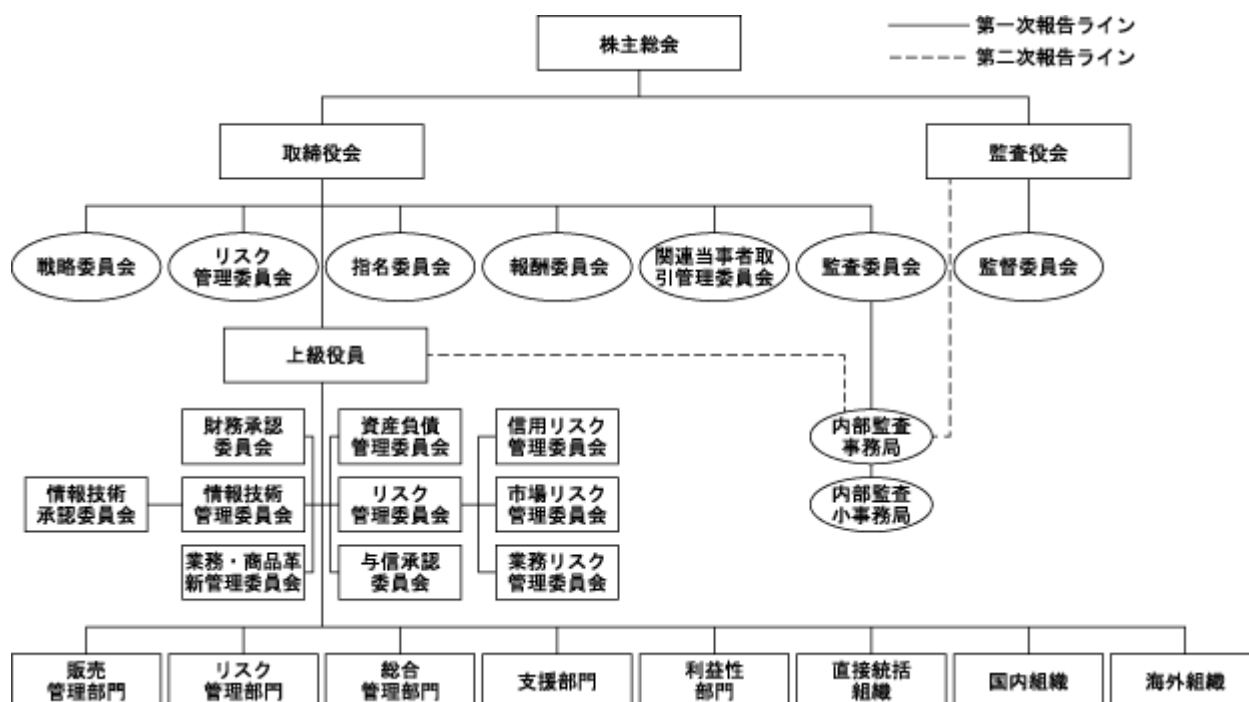 株主総会
第一次報告ライン
第二次報告ライン
取締役会
監査役会
戦略委員会
リスク
管理委員会
指名委員会
報酬委員会
関連当事者取
引管理委員会
監査委員会
監督委員会
上級役員
財務承認
委員会
資産負債
管理委員会
信用リスク
管理委員会
内部監査
事務局
情報技術
承認委員会
情報技術
管理委員会
リスク
管理委員会
市場リスク
管理委員会
内部監査
小事務局
業務・商品革
新管理委員会
与信承認
委員会
業務リスク
管理委員会
販売
管理部門
リスク
管理部門
総合
管理部門
支援部門
利益性
部門
直接統括
組織
国内組織
海外組織